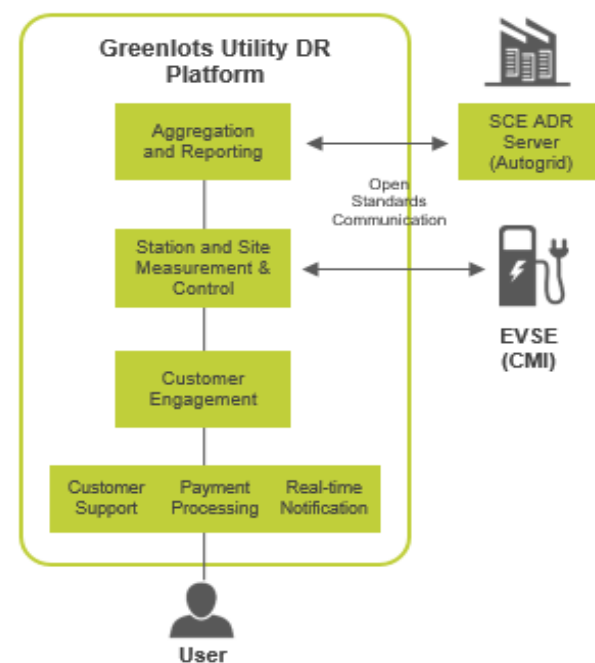 Greenlots Utility DR
Platform
Aggregation
and Reporting
SCE ADR
Server
(Autogrid)
Open
Standards
Communication
Station and Site
Measurement &
Control
EVSE
(CMI)
Customer
Engagement
Customer
Support
Payment
Processing
Real-time
Notification
User